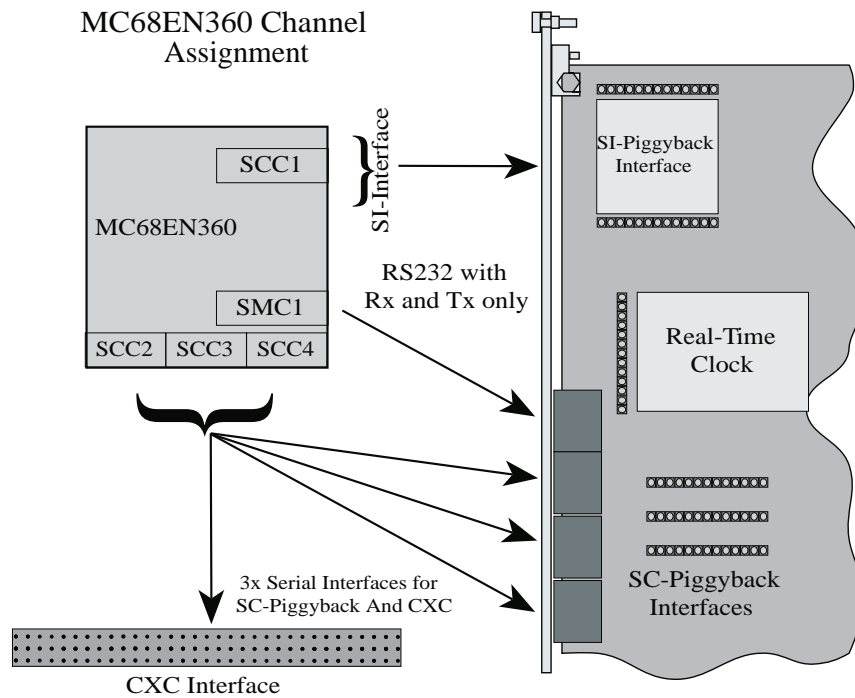 MC68EN360 Channel
Assignment
SCC1
SI-Interface
SI-Piggyback
Interface
MC68EN360
RS232 with
Rx and Tx only
SMC1
SCC2 SCC3 SCC4
Real-Time
Clock
3x Serial Interfaces for
SC-Piggyback And CXC
SC-Piggyback
Interfaces
CXC Interface